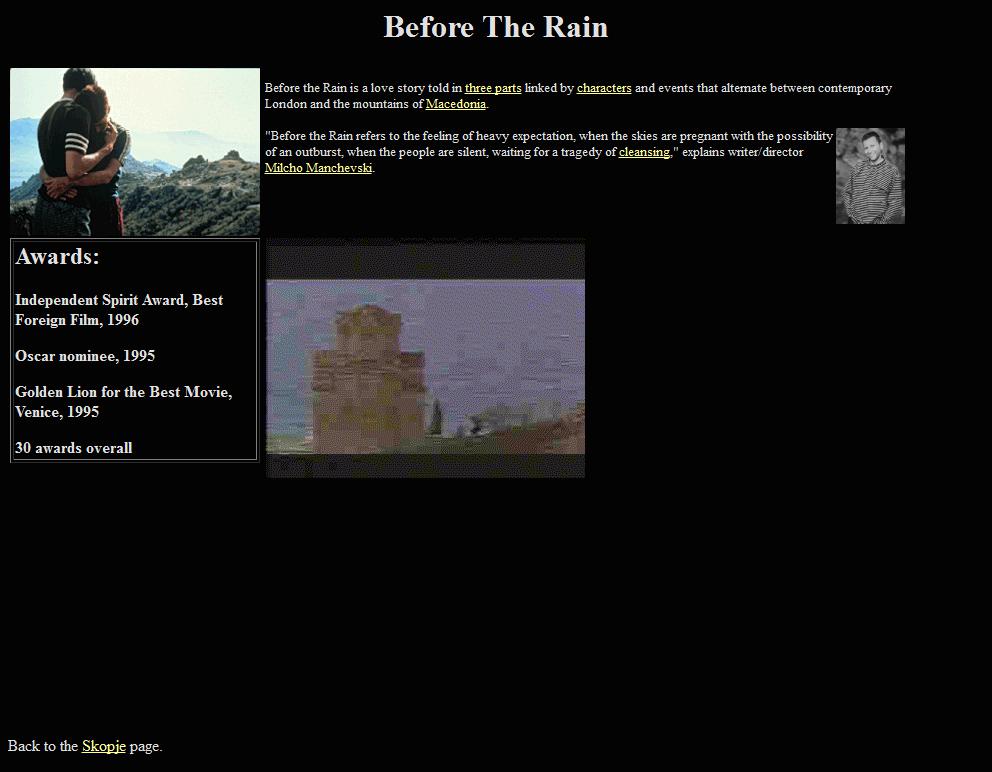 Before The Rain
Before the Rain is a love story told in three parts linked by characters and events that alternate between contemporary
London and the mountains of Macedonia.
"Before the Rain refers to the feeling of heavy expectation, when the skies are pregnant with the possibility
of an outburst, when the people are silent, waiting for a tragedy of cleansing," explains writer/director
Milcho Manchevski.
Awards:
Independent Spirit Award, Best
Foreign Film, 1996
Oscar nominee, 1995
Golden Lion for the Best Movie,
Venice, 1995
30 awards overall
Back to the Skopje page.